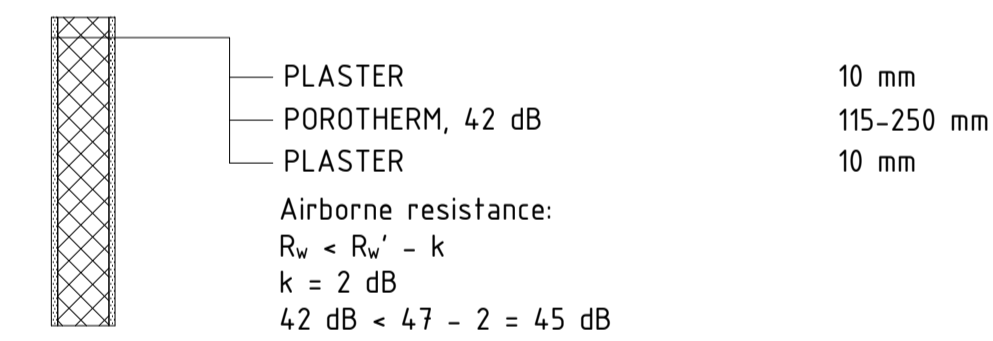 PLASTER 10 mm
POROTHERM, 42 dB 115-250 mm
PLASTER 10 mm
Airborne resistance:
Rw < Rw' - k
k = 2 dB
42 dB < 47 - 2 = 45 dB